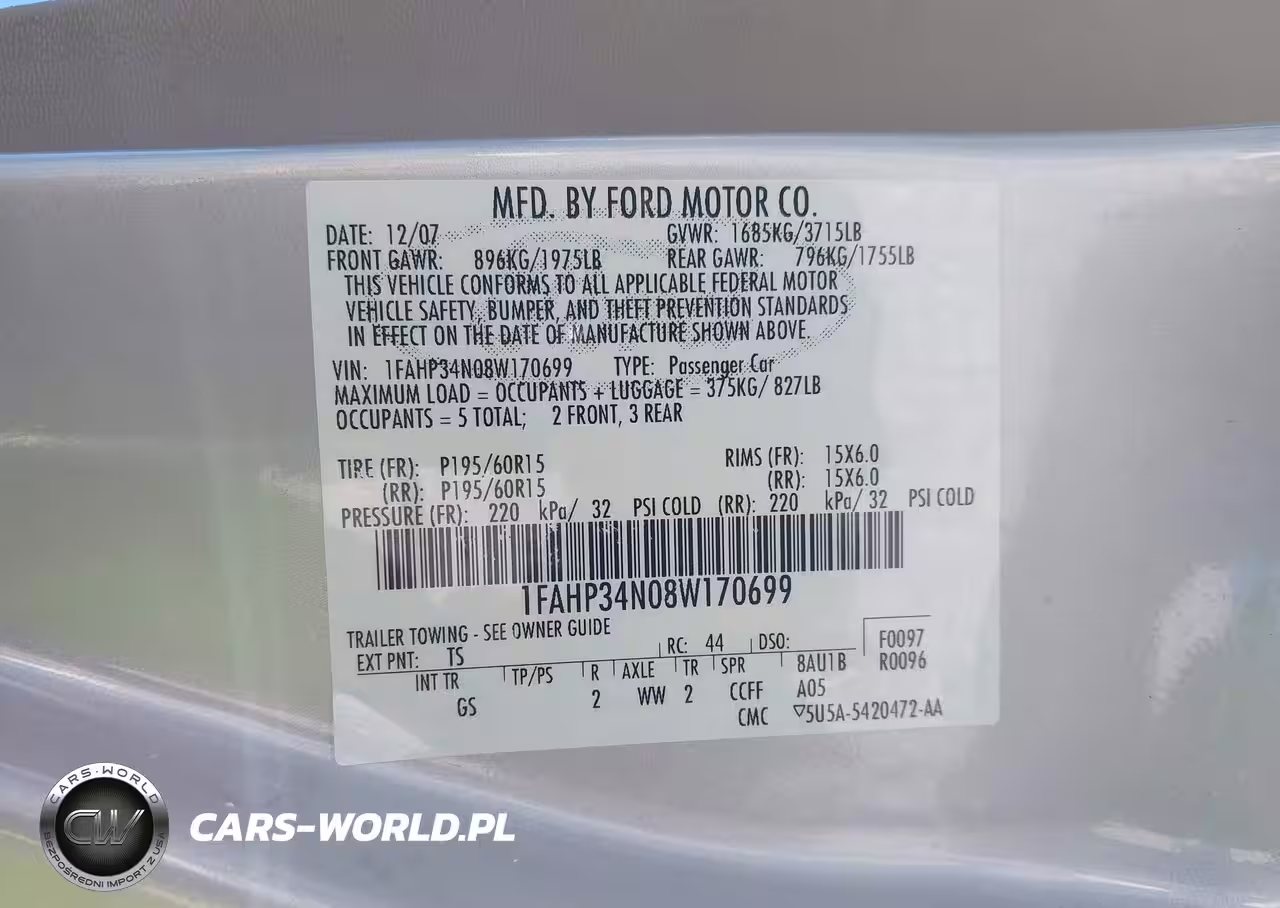 MFD. BY FORD MOTOR CO.
DATE: 12/07 GVWR: 1685KG/3715LB
FRONT GAWR: 896KG/1975LB REAR GAWR: 796KG/1755LB
THIS VEHICLE CONFORMS TO ALL APPLICABLE FEDERAL MOTOR
VEHICLE SAFETY, BUMPER, AND THEFT PREVENTION STANDARDS
IN EFFECT ON THE DATE OF MANUFACTURE SHOWN ABOVE.
VIN: 1FAHP34N08W170699 TYPE: Passenger Car
MAXIMUM LOAD = OCCUPANTS + LUGGAGE = 375KG/ 827LB
OCCUPANTS = 5 TOTAL; 2 FRONT, 3 REAR
TIRE (FR): P195/60R15 RIMS (FR): 15X6.0
(RR): P195/60R15 (RR): 15X6.0
PRESSURE (FR): 220 kPa/ 32 PSI COLD (RR): 220 kPa/ 32 PSI COLD
1FAHP34N08W170699
TRAILER TOWING - SEE OWNER GUIDE
EXT PNT: TS RC: 44 DSO: F0097
INT TR TP/PS R AXLE TR SPR 8AU1B R0096
GS 2 WW 2 CCFF A05
CMC ▽5U5A-5420472-AA
CARS-WORLD
CW
BEZPOŚREDNI IMPORT Z USA
CARS-WORLD.PL